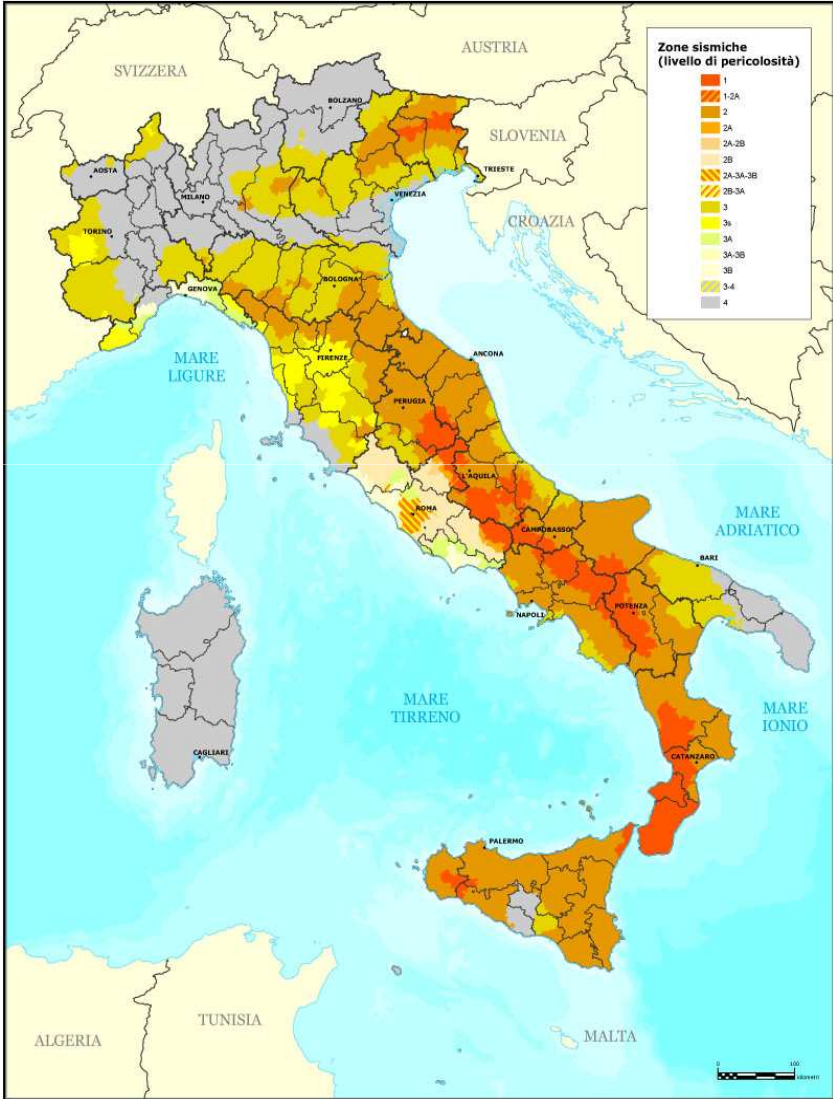 AUSTRIA
SVIZZERA
BOLZANO
SLOVENIA
AOSTA
TRIESTE
MILANO
VENEZIA
CROAZIA
TORINO
BOLOGNA
GENOVA
FIRENZE
ANCONA
MARE
LIGURE
PERUGIA
L'AQUILA
ROMA
MARE
ADRIATICO
CAMPOBASSO
BARI
NAPOLI
POTENZA
MARE
TIRRENO
MARE
IONIO
CAGLIARI
CATANZARO
PALERMO
ALGERIA
TUNISIA
MALTA
Zone sismiche
(livello di pericolosità)
1
1-2A
2
2A
2A-2B
2B
2A-3A-3B
2B-3A
3
3s
3A
3A-3B
3B
3-4
4
0 100